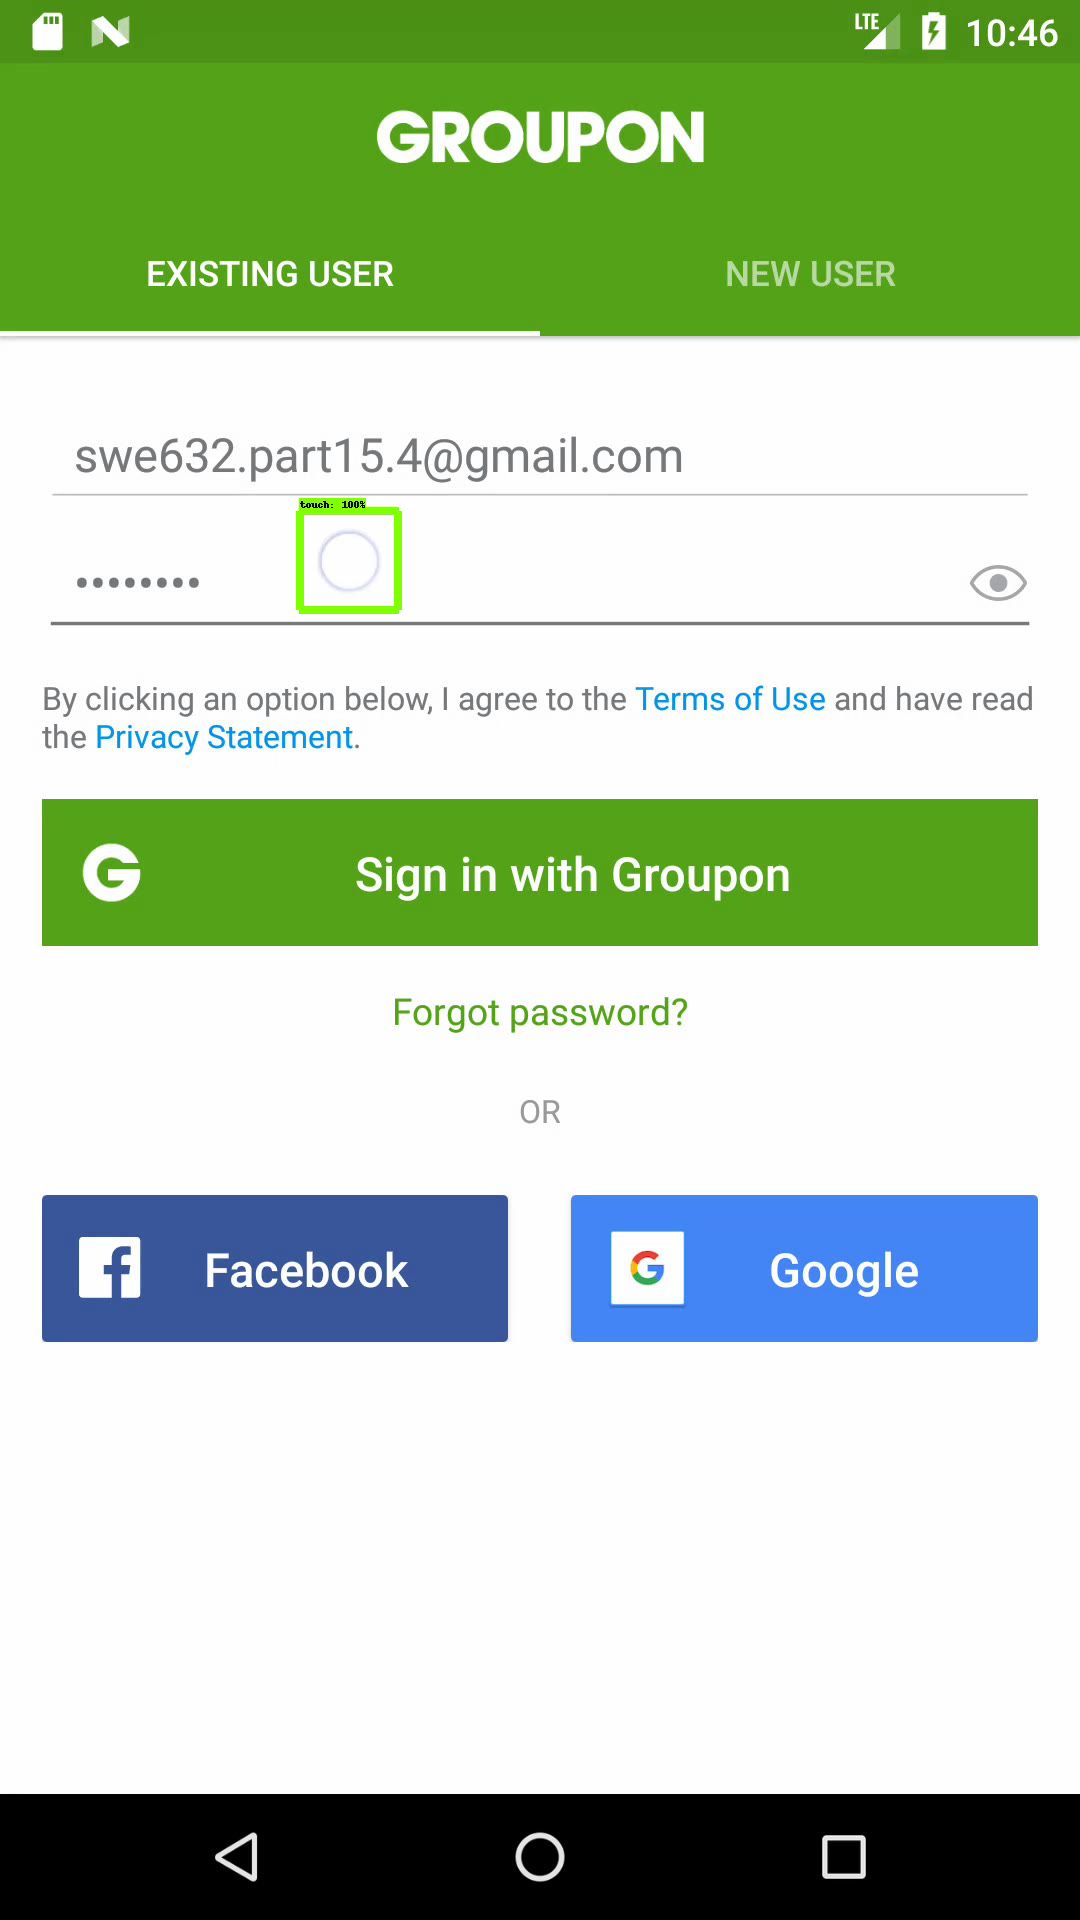 LTE 10:46
GROUPON
EXISTING USER NEW USER
swe632.part15.4@gmail.com
touch: 100%
••••••••
By clicking an option below, I agree to the Terms of Use and have read
the Privacy Statement.
G Sign in with Groupon
Forgot password?
OR
f Facebook G Google